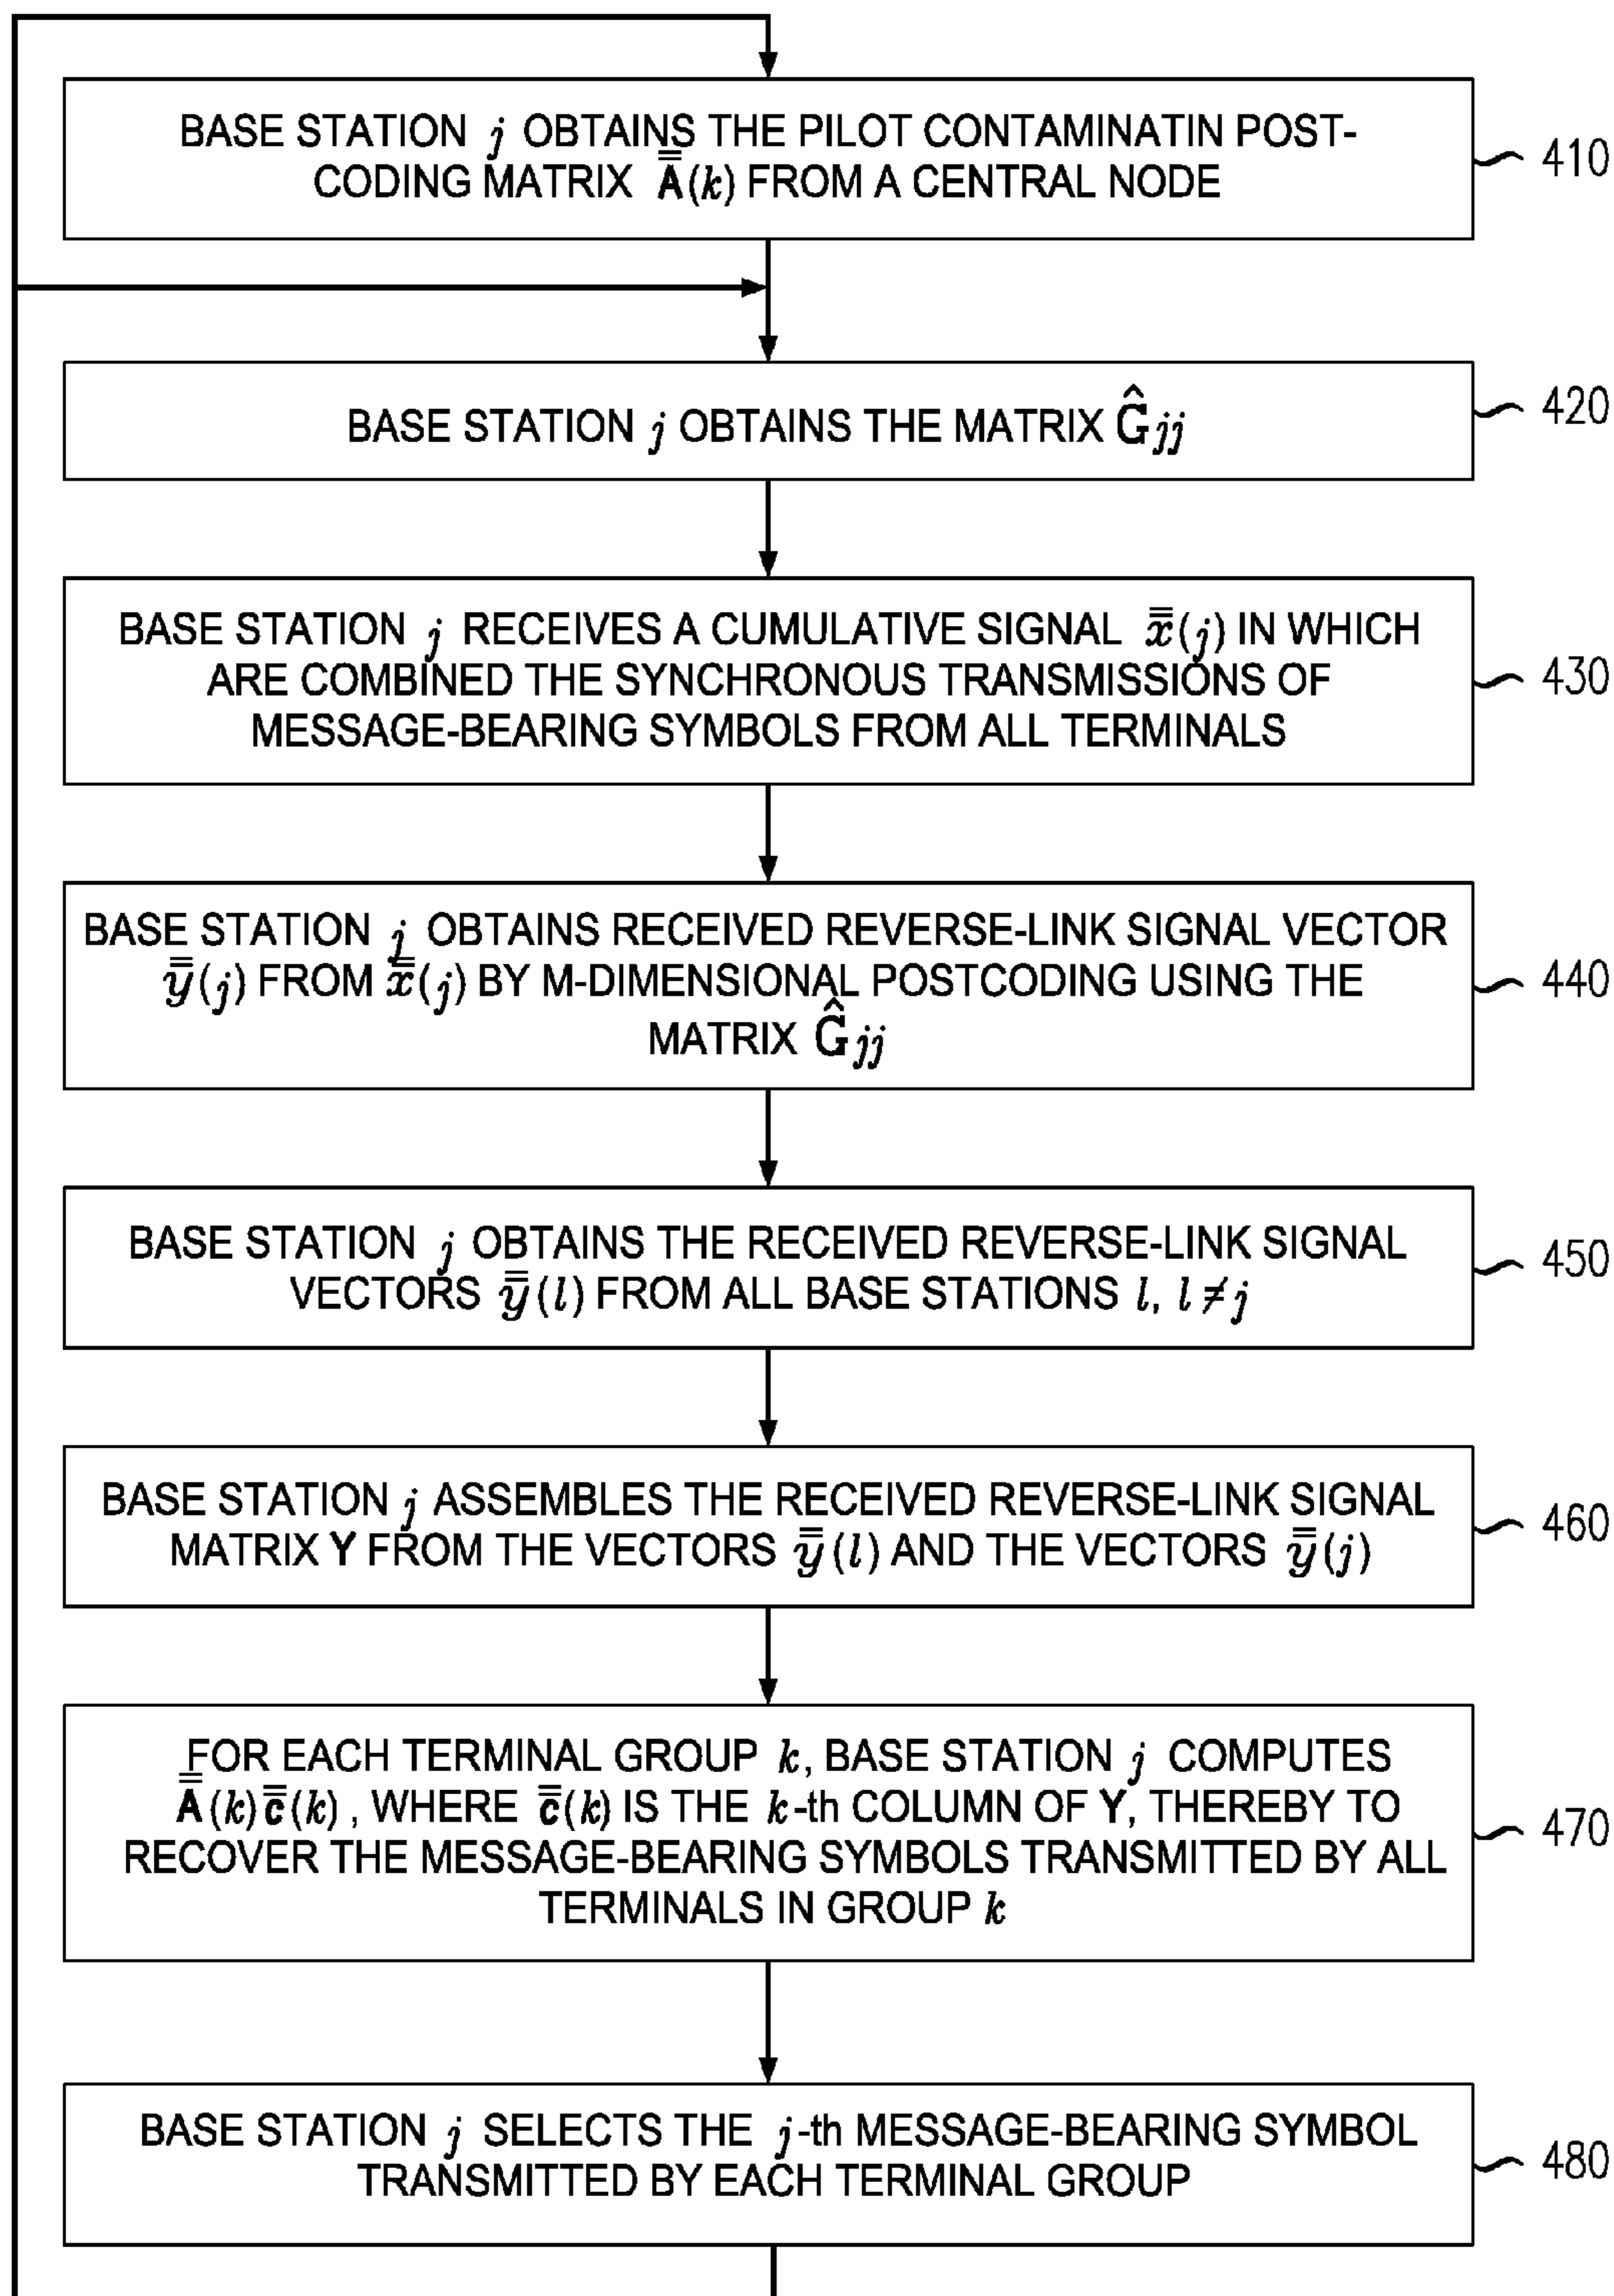 BASE STATION j OBTAINS THE PILOT CONTAMINATIN POST-
CODING MATRIX A̿(k) FROM A CENTRAL NODE
410
BASE STATION j OBTAINS THE MATRIX Ĝjj
420
BASE STATION j RECEIVES A CUMULATIVE SIGNAL x̿(j) IN WHICH
ARE COMBINED THE SYNCHRONOUS TRANSMISSIONS OF
MESSAGE-BEARING SYMBOLS FROM ALL TERMINALS
430
BASE STATION j OBTAINS RECEIVED REVERSE-LINK SIGNAL VECTOR
y̿(j) FROM x̿(j) BY M-DIMENSIONAL POSTCODING USING THE
MATRIX Ĝjj
440
BASE STATION j OBTAINS THE RECEIVED REVERSE-LINK SIGNAL
VECTORS y̿(l) FROM ALL BASE STATIONS l, l ≠ j
450
BASE STATION j ASSEMBLES THE RECEIVED REVERSE-LINK SIGNAL
MATRIX Y FROM THE VECTORS y̿(l) AND THE VECTORS y̿(j)
460
FOR EACH TERMINAL GROUP k, BASE STATION j COMPUTES
A̿(k)c̿(k), WHERE c̿(k) IS THE k-th COLUMN OF Y, THEREBY TO
RECOVER THE MESSAGE-BEARING SYMBOLS TRANSMITTED BY ALL
TERMINALS IN GROUP k
470
BASE STATION j SELECTS THE j-th MESSAGE-BEARING SYMBOL
TRANSMITTED BY EACH TERMINAL GROUP
480